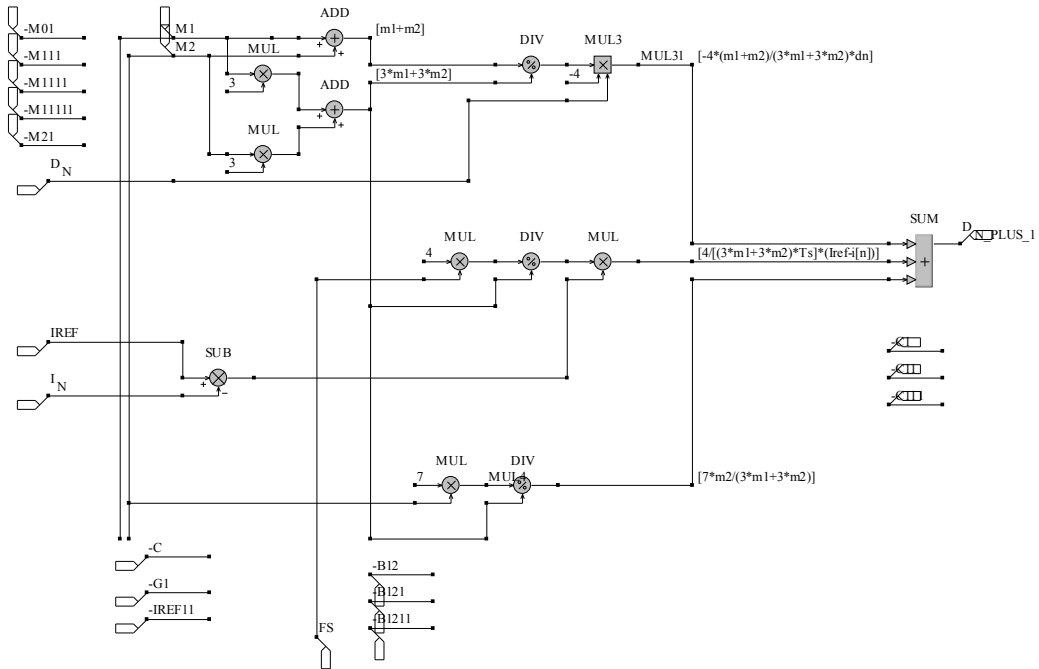 -M01
-M111
-M1111
-M11111
-M21
M1
M2
ADD
[m1+m2]
MUL
3
ADD
[3*m1+3*m2]
MUL
3
DIV
MUL3
-4
MUL31
[-4*(m1+m2)/(3*m1+3*m2)*dn]
D
N
SUM
D
N_PLUS_1
MUL
4
DIV
MUL
[4/[(3*m1+3*m2)*Ts]*(Iref-i[n])]
IREF
SUB
I
N
MUL
7
DIV
MUL4
[7*m2/(3*m1+3*m2)]
-C
-G1
-IREF11
-B12
-B121
-B1211
FS